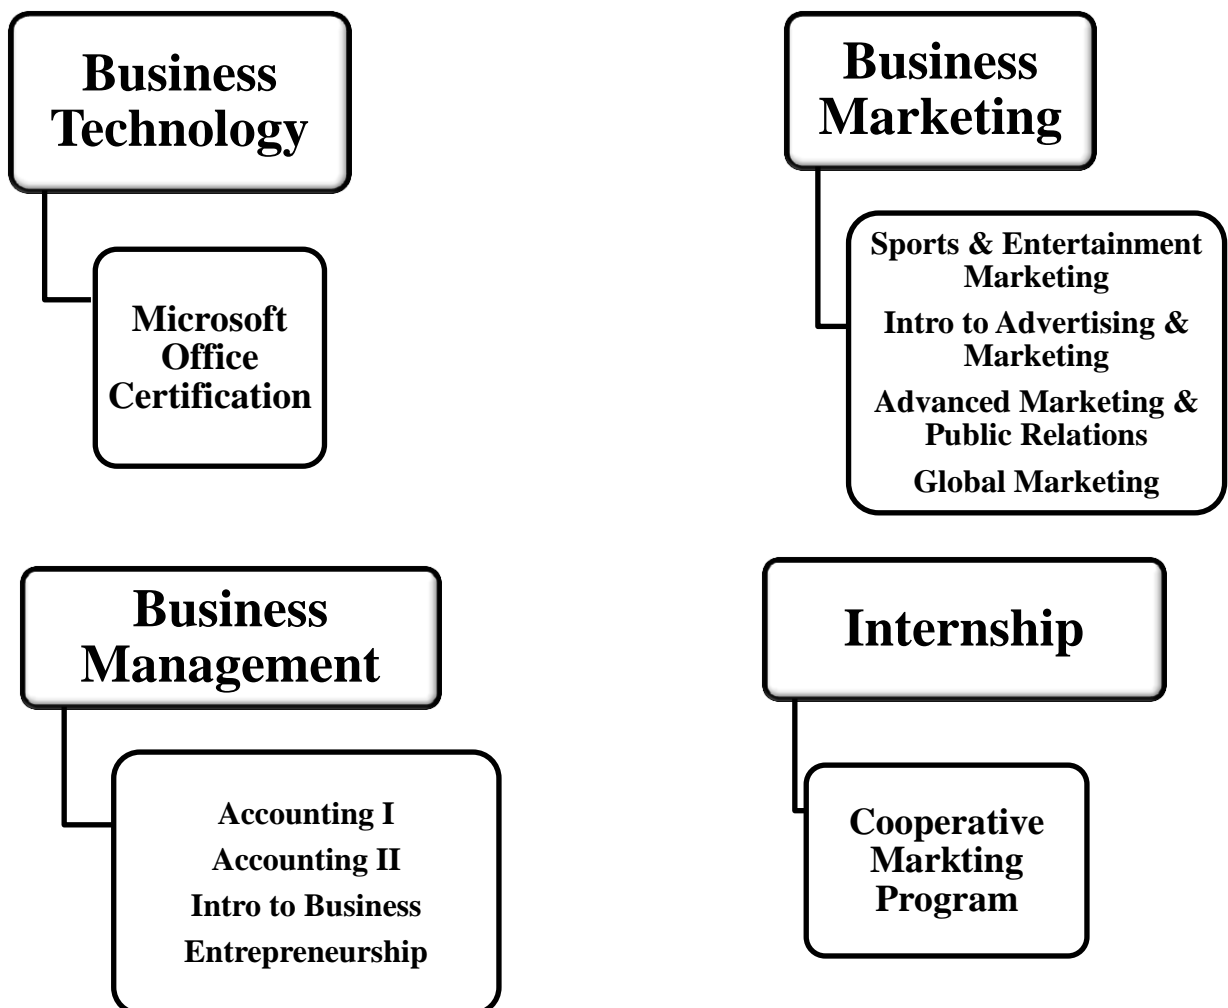 Business
Technology
Microsoft
Office
Certification
Business
Marketing
Sports & Entertainment
Marketing
Intro to Advertising &
Marketing
Advanced Marketing &
Public Relations
Global Marketing
Business
Management
Accounting I
Accounting II
Intro to Business
Entrepreneurship
Internship
Cooperative
Markting
Program